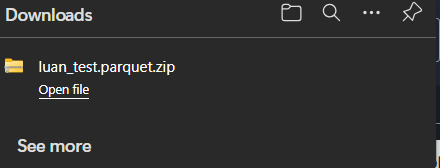 Downloads
luan_test.parquet.zip
Open file
See more